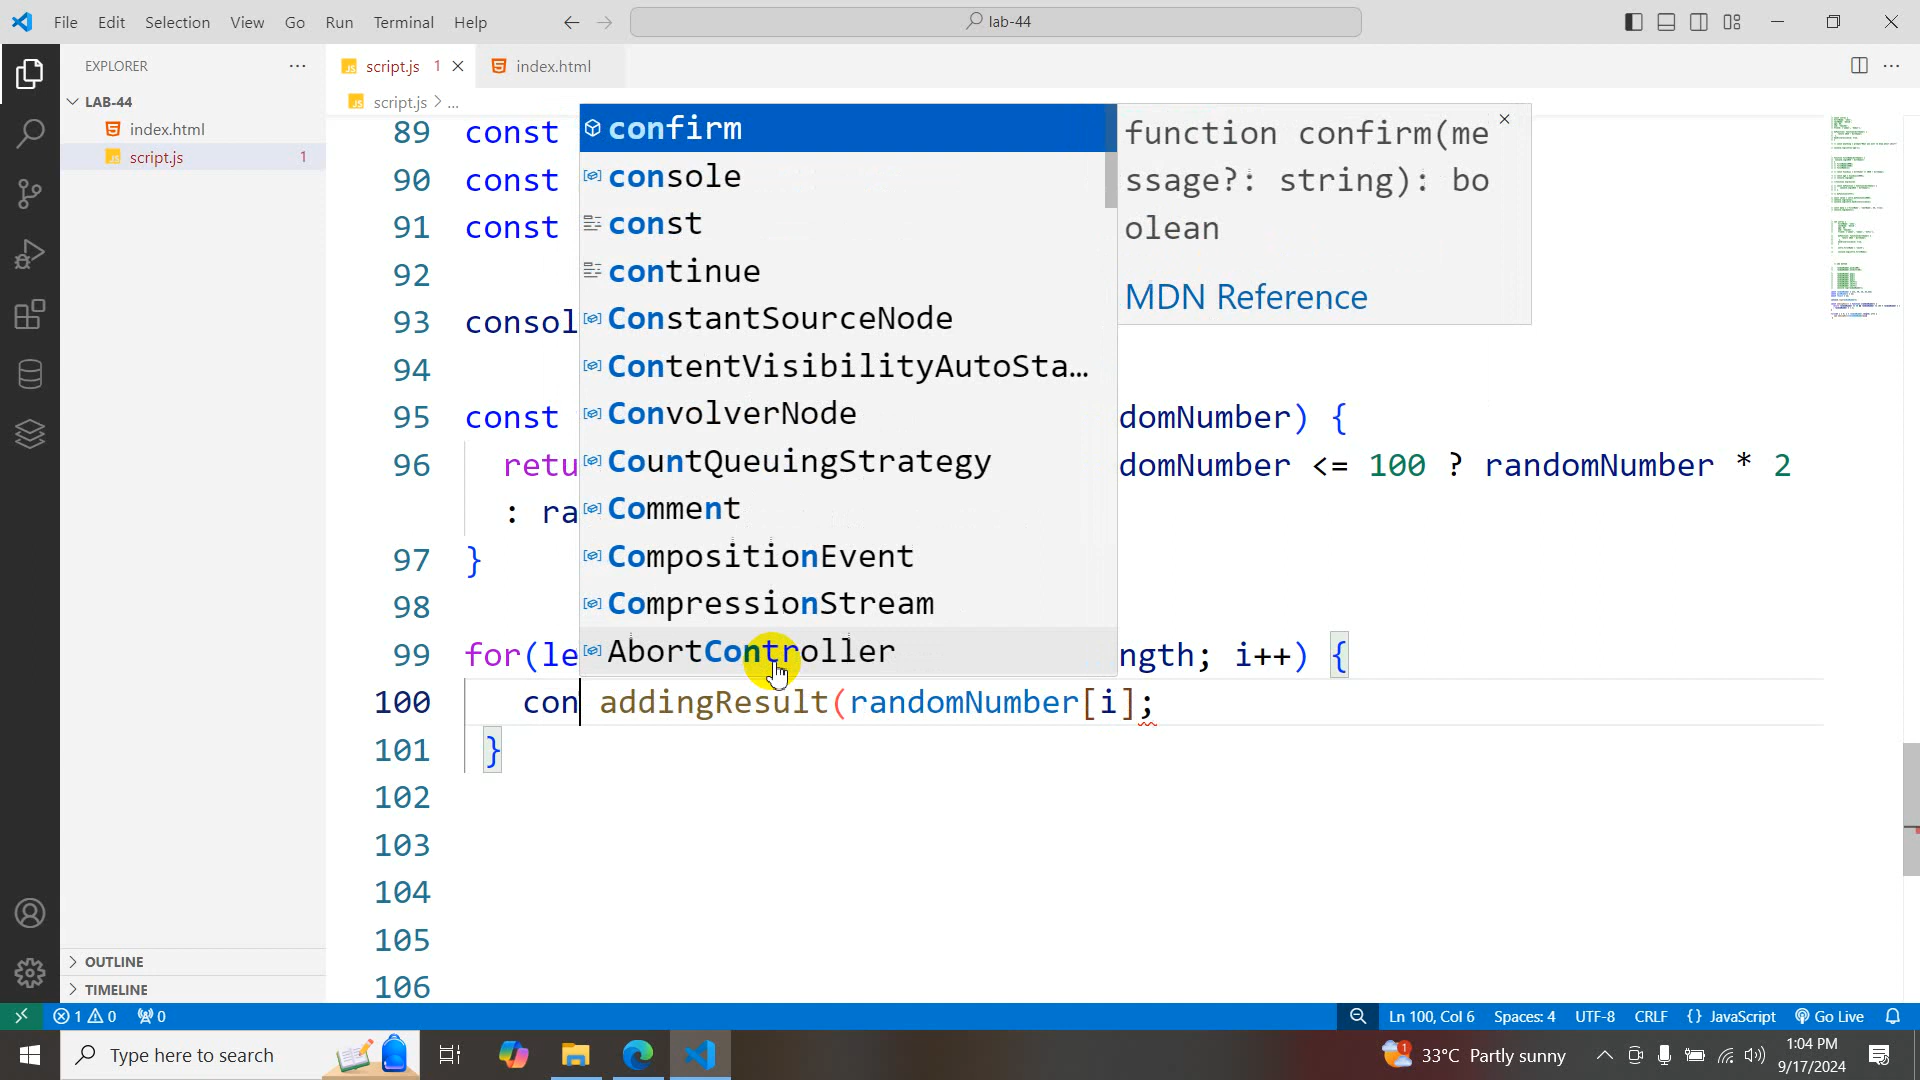 File Edit Selection View Go Run Terminal Help
lab-44
EXPLORER
LAB-44
index.html
script.js 1
OUTLINE
TIMELINE
script.js 1
index.html
script.js > ...
89 const
90 const
91 const
92
93 consol
94
95 const domNumber) {
96 retu domNumber <= 100 ? randomNumber * 2
: ra
97 }
98
99 for(le ngth; i++) {
100 con addingResult(randomNumber[i];
101 }
102
103
104
105
106
confirm
console
const
continue
ConstantSourceNode
ContentVisibilityAutoSta...
ConvolverNode
CountQueuingStrategy
Comment
CompositionEvent
CompressionStream
AbortController
function confirm(me
ssage?: string): bo
olean
MDN Reference
1 0 0
Ln 100, Col 6 Spaces: 4 UTF-8 CRLF {} JavaScript Go Live
Type here to search
1
33°C Partly sunny
1:04 PM
9/17/2024